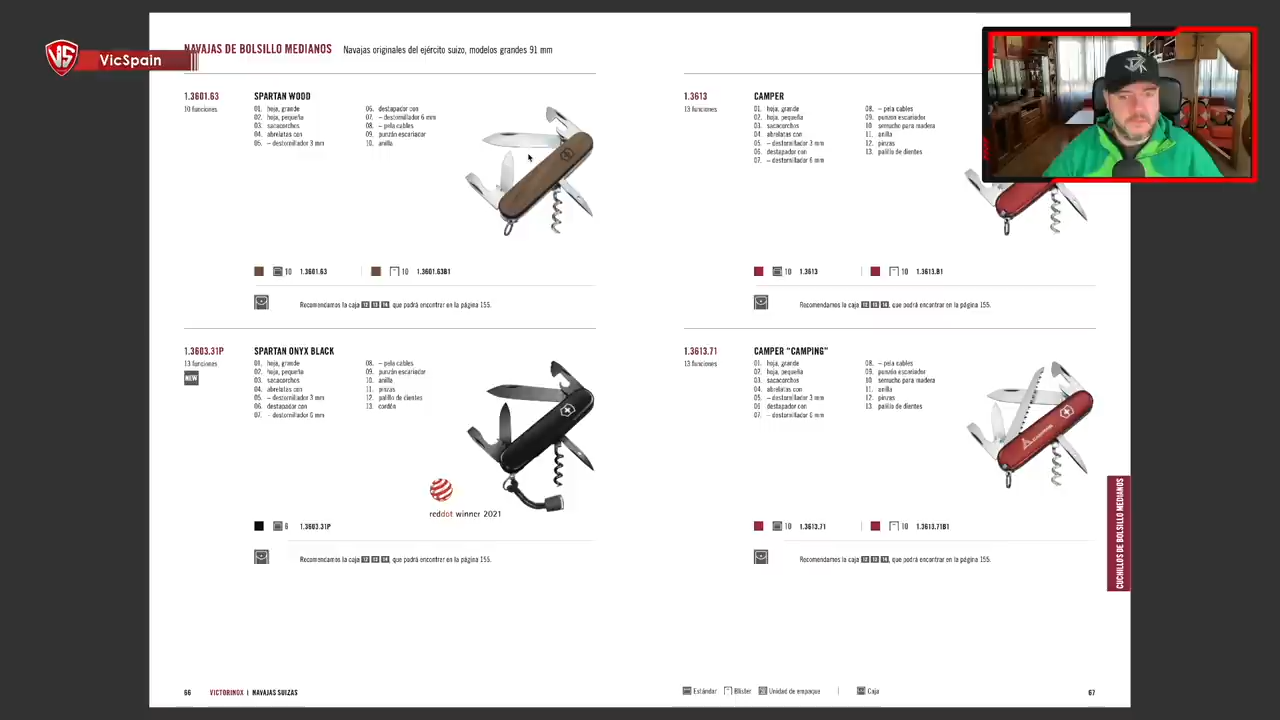 VS VicSpain
NAVAJAS DE BOLSILLO MEDIANOS Navajas originales del ejército suizo, modelos grandes 91 mm
1.3601.63
10 funciones
SPARTAN WOOD
01. hoja, grande
02. hoja, pequeña
03. sacacorchos
04. abrelatas con
05. – destornillador 3 mm
06. destapador con
07. – destornillador 6 mm
08. – pela cables
09. punzón escariador
10. anilla
10 1.3601.63
10 1.3601.63B1
Recomendamos la caja 12 13 14, que podrá encontrar en la página 155.
1.3603.31P
13 funciones
NEW
SPARTAN ONYX BLACK
01. hoja, grande
02. hoja, pequeña
03. sacacorchos
04. abrelatas con
05. – destornillador 3 mm
06. destapador con
07. – destornillador 6 mm
08. – pela cables
09. punzón escariador
10. anilla
11. pinzas
12. palillo de dientes
13. cordón
reddot winner 2021
6 1.3603.31P
Recomendamos la caja 12 13 14, que podrá encontrar en la página 155.
66 VICTORINOX | NAVAJAS SUIZAS
1.3613
13 funciones
CAMPER
01. hoja, grande
02. hoja, pequeña
03. sacacorchos
04. abrelatas con
05. – destornillador 3 mm
06. destapador con
07. – destornillador 6 mm
08. – pela cables
09. punzón escariador
10 serrucho para madera
11. anilla
12. pinzas
13. palillo de dientes
10 1.3613
10 1.3613.B1
Recomendamos la caja 12 13 14, que podrá encontrar en la página 155.
1.3613.71
13 funciones
CAMPER “CAMPING”
01. hoja, grande
02. hoja, pequeña
03. sacacorchos
04. abrelatas con
05. – destornillador 3 mm
06 destapador con
07. – destornillador 6 mm
08. – pela cables
09. punzón escariador
10 serrucho para madera
11. anilla
12. pinzas
13. palillo de dientes
10 1.3613.71
10 1.3613.71B1
Recomendamos la caja 12 13 14, que podrá encontrar en la página 155.
CUCHILLOS DE BOLSILLO MEDIANOS
Estándar Blíster Unidad de empaque | Caja
67